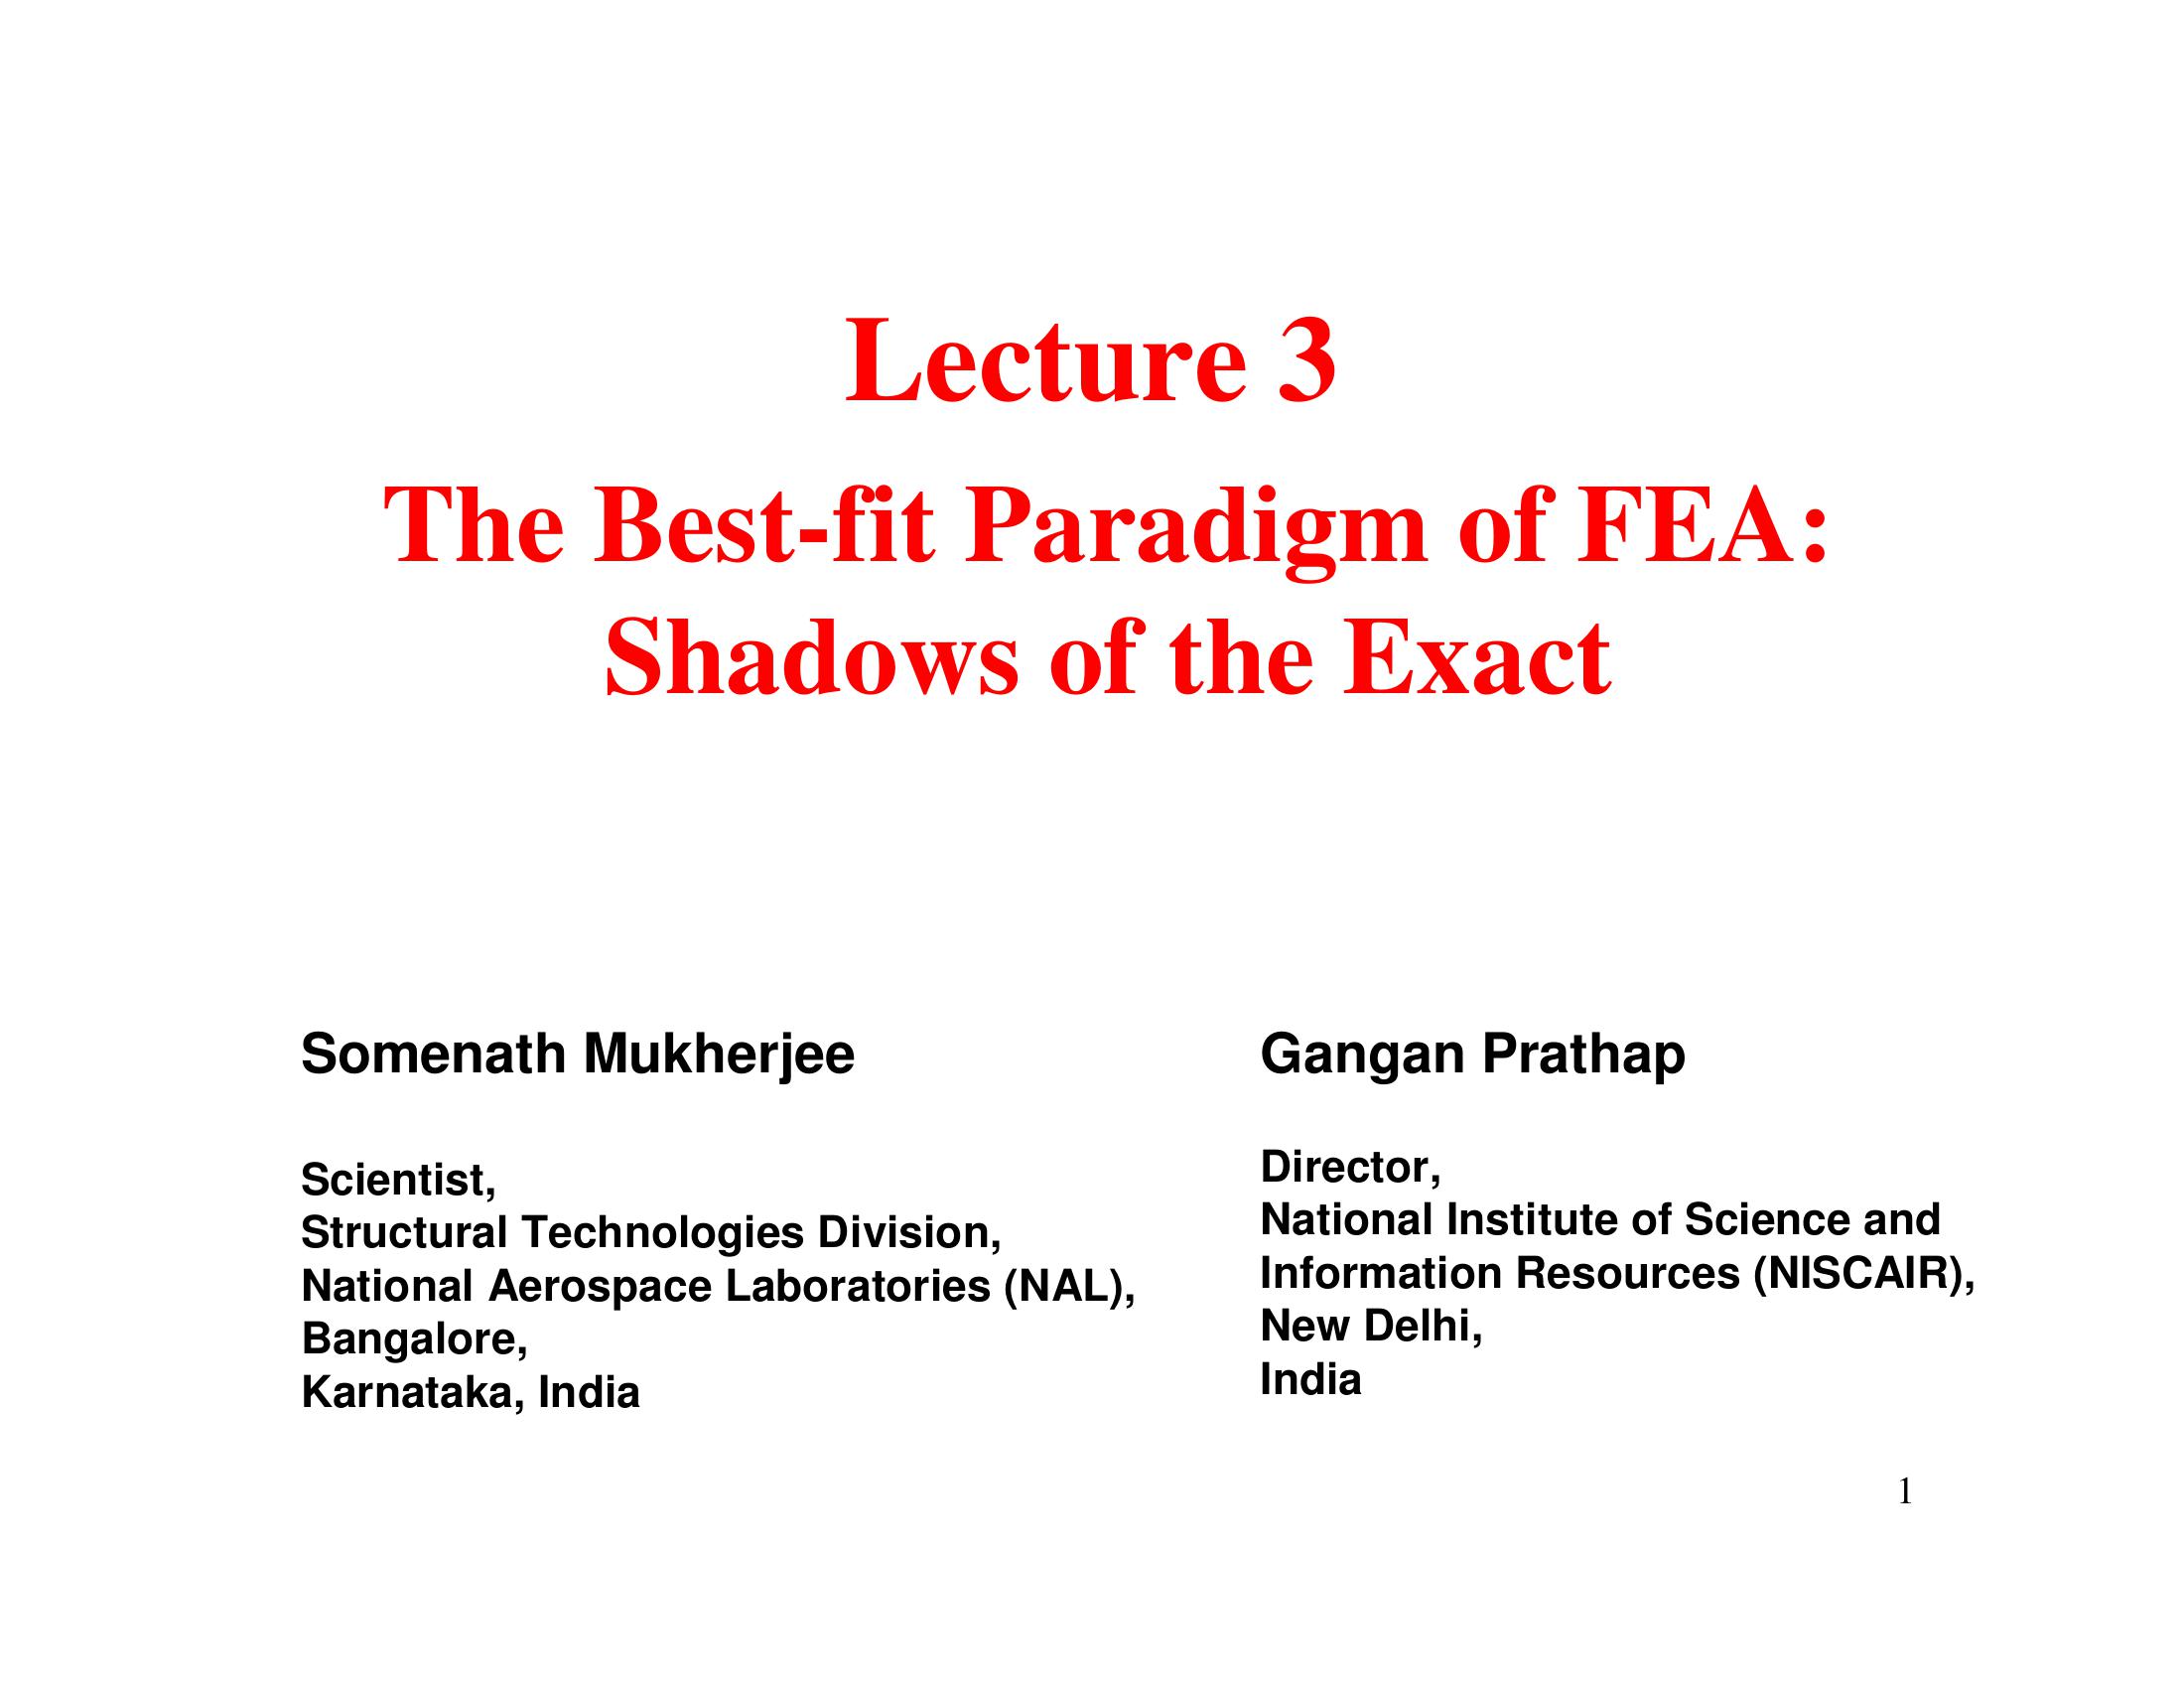 Lecture 3
The Best-fit Paradigm of FEA:
Shadows of the Exact
Somenath Mukherjee
Scientist,
Structural Technologies Division,
National Aerospace Laboratories (NAL),
Bangalore,
Karnataka, India
Gangan Prathap
Director,
National Institute of Science and
Information Resources (NISCAIR),
New Delhi,
India
1